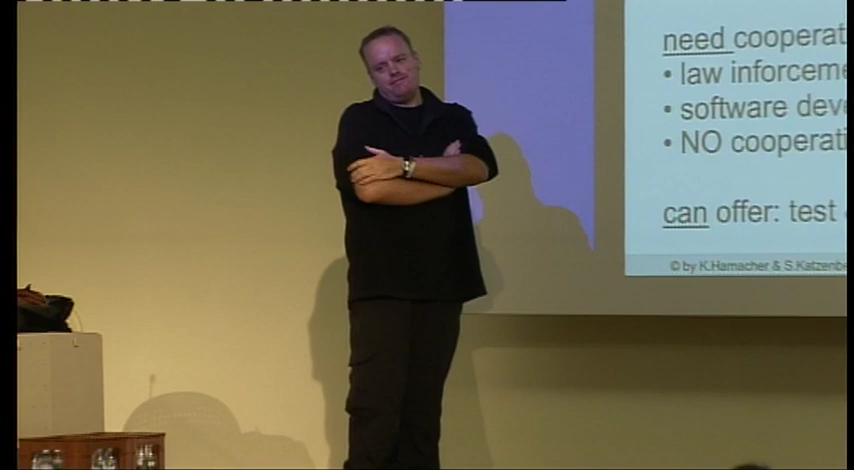 need cooperat
• law inforceme
• software deve
• NO cooperati
can offer: test
© by K.Hamacher & S.Katzenbe